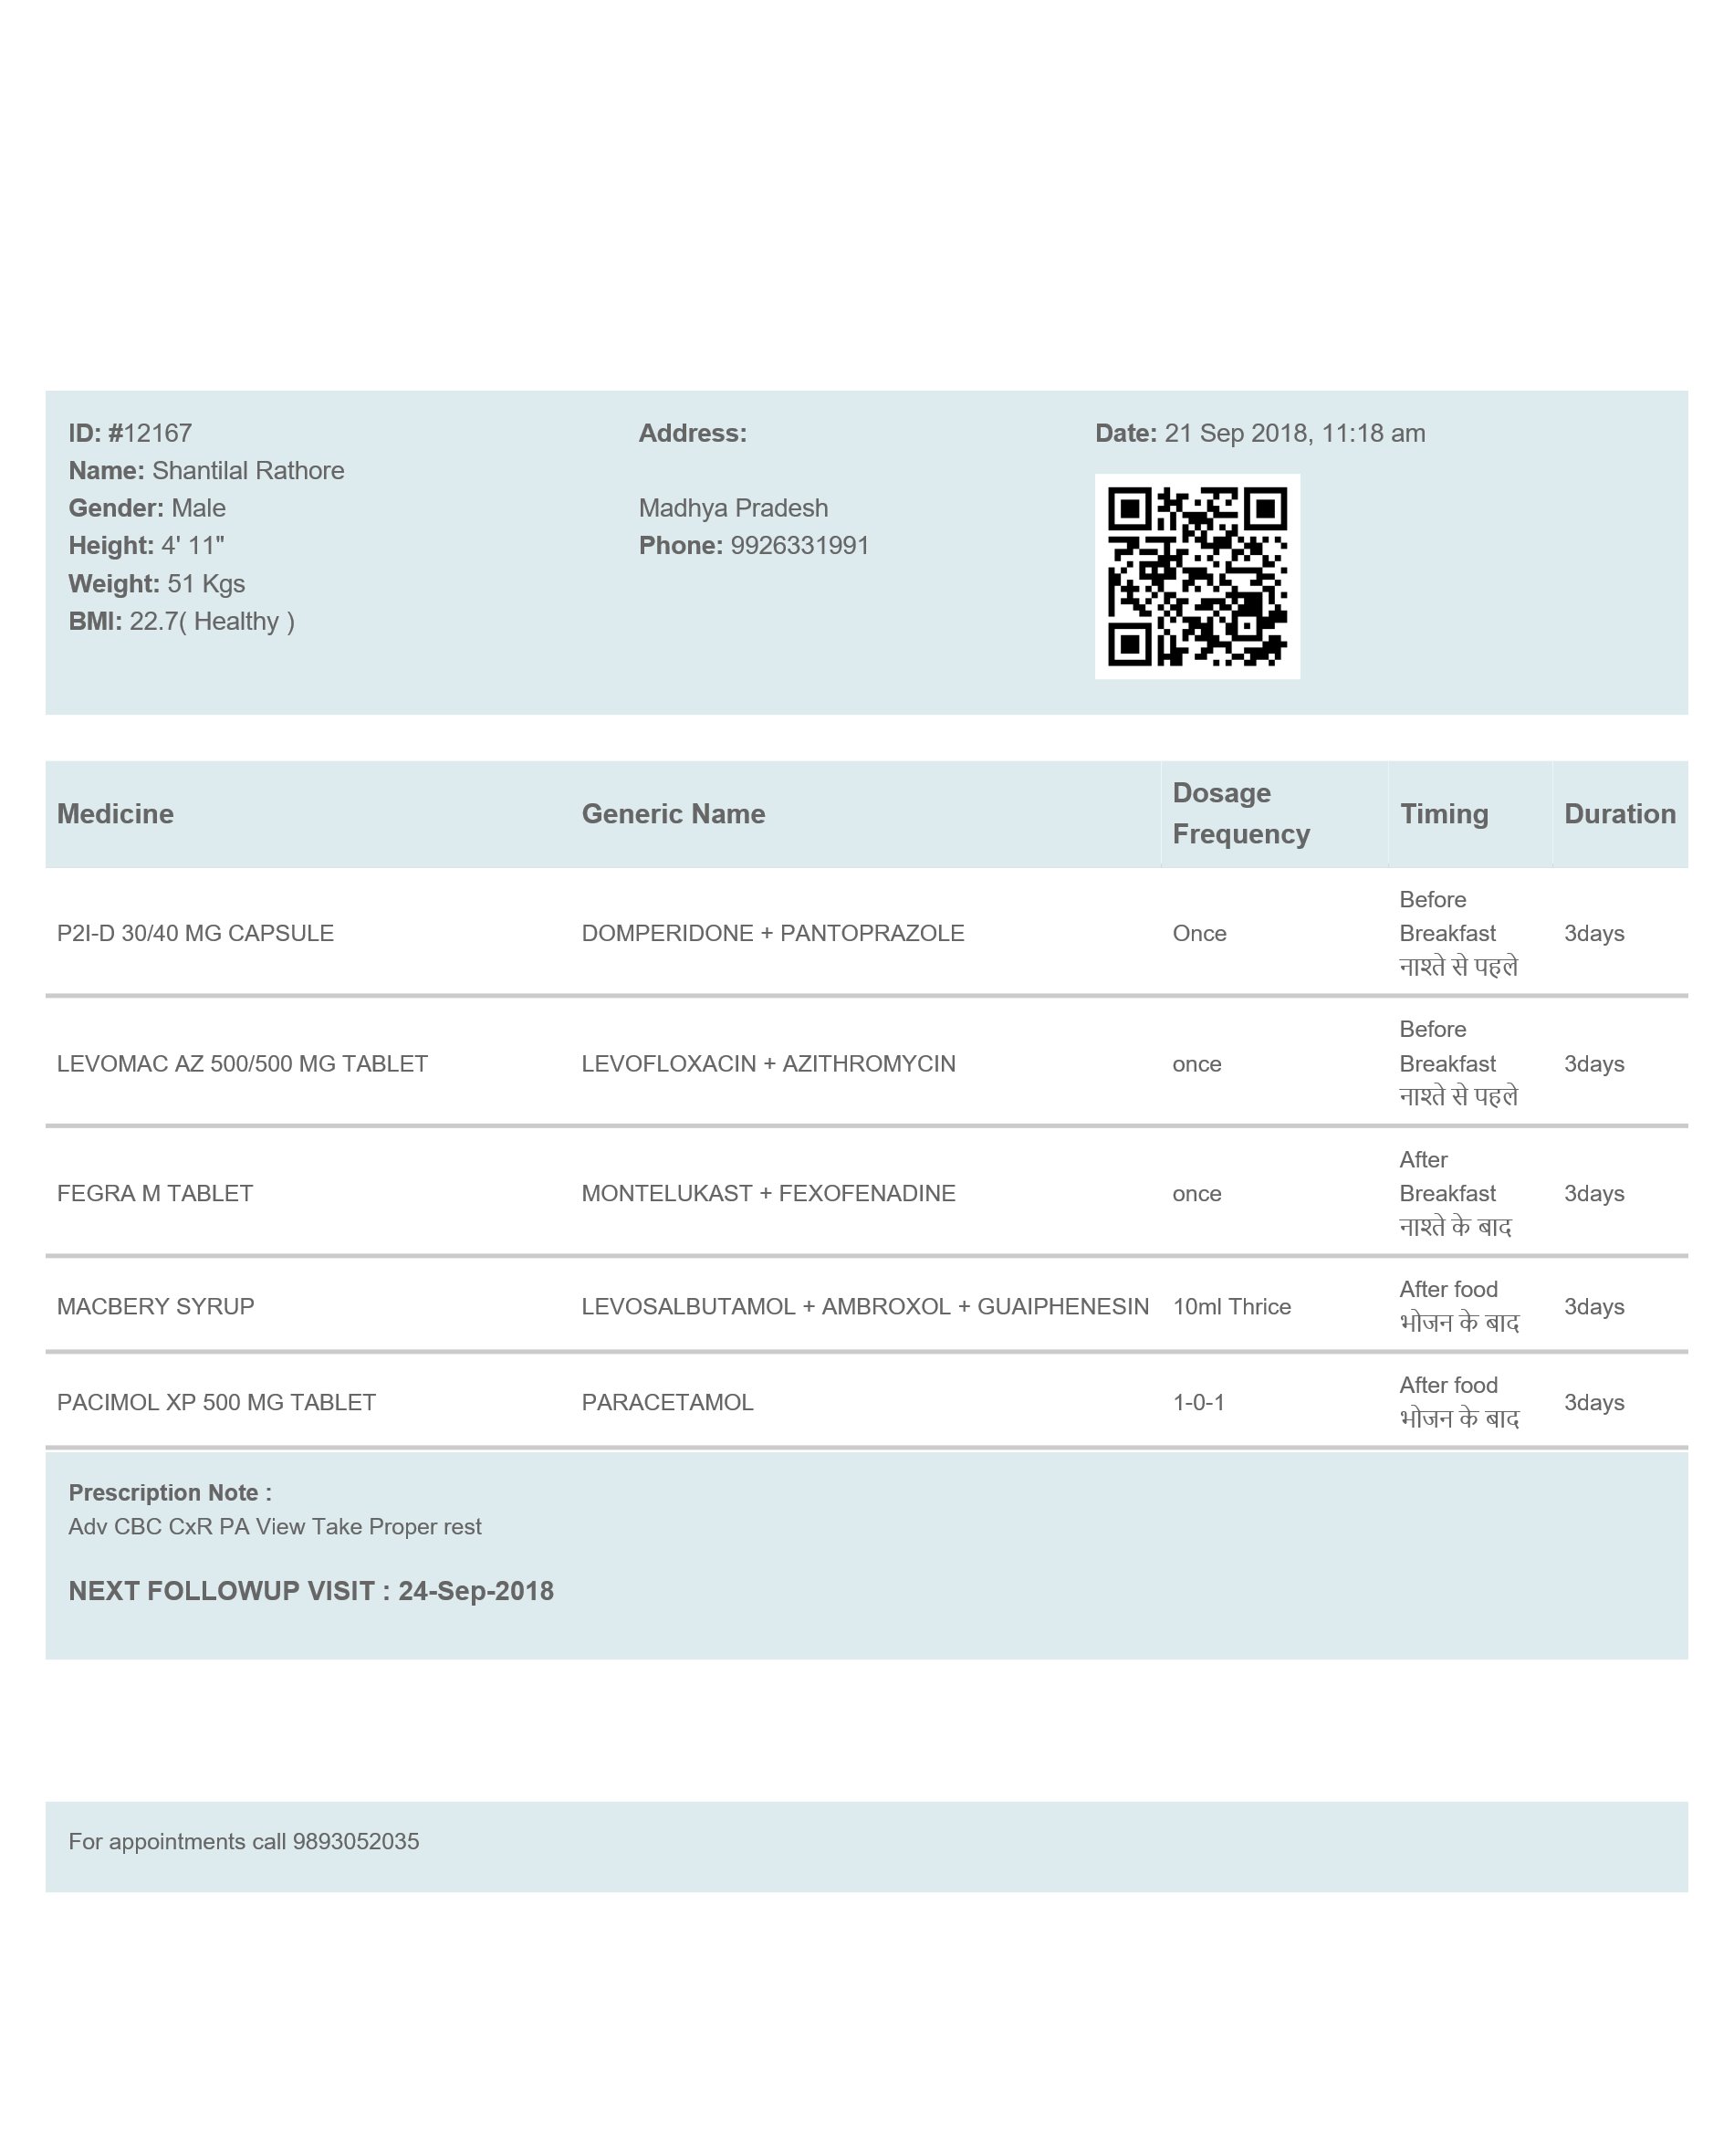 ID: #12167
Name: Shantilal Rathore
Gender: Male
Height: 4' 11"
Weight: 51 Kgs
BMI: 22.7( Healthy )
Address:
Madhya Pradesh
Phone: 9926331991
Date: 21 Sep 2018, 11:18 am
Medicine Generic Name Dosage Frequency Timing Duration
P2I-D 30/40 MG CAPSULE DOMPERIDONE + PANTOPRAZOLE Once Before Breakfast नाश्ते से पहले 3days
LEVOMAC AZ 500/500 MG TABLET LEVOFLOXACIN + AZITHROMYCIN once Before Breakfast नाश्ते से पहले 3days
FEGRA M TABLET MONTELUKAST + FEXOFENADINE once After Breakfast नाश्ते के बाद 3days
MACBERY SYRUP LEVOSALBUTAMOL + AMBROXOL + GUAIPHENESIN 10ml Thrice After food भोजन के बाद 3days
PACIMOL XP 500 MG TABLET PARACETAMOL 1-0-1 After food भोजन के बाद 3days
Prescription Note :
Adv CBC CxR PA View Take Proper rest
NEXT FOLLOWUP VISIT : 24-Sep-2018
For appointments call 9893052035